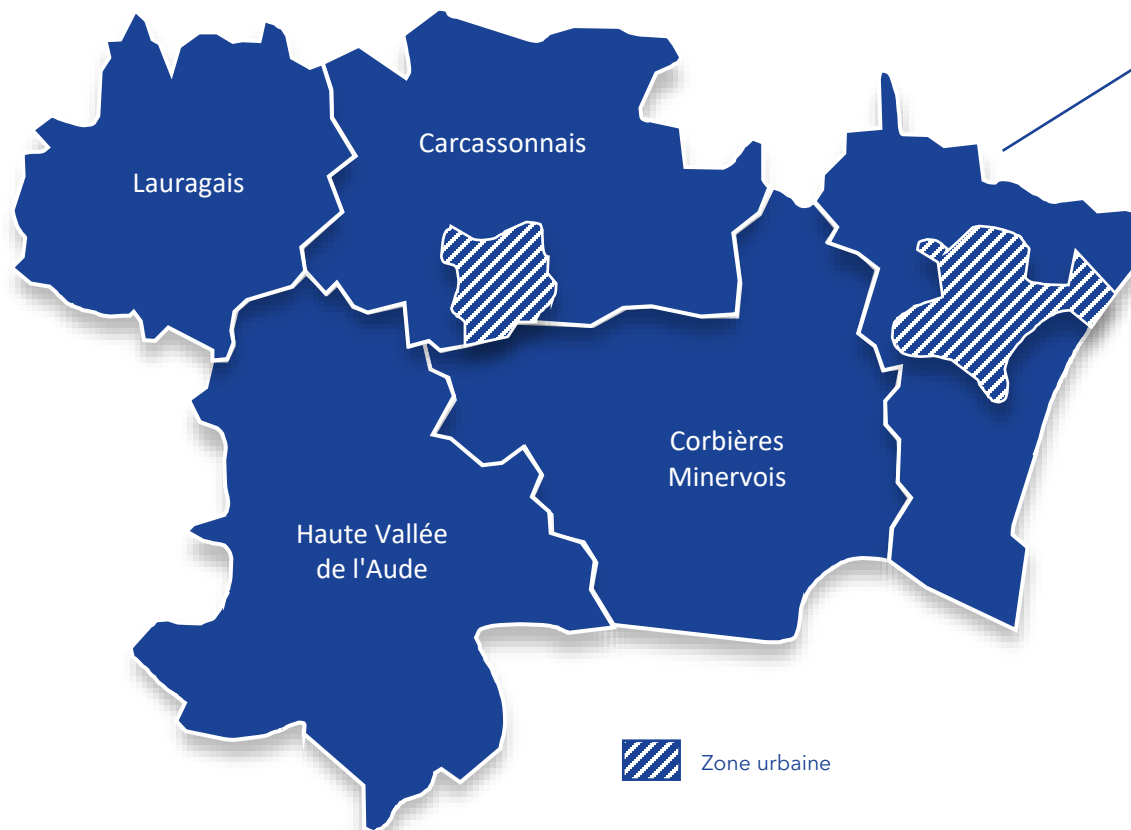 Carcassonnais
Lauragais
Corbières
Minervois
Haute Vallée
de l'Aude
Zone urbaine